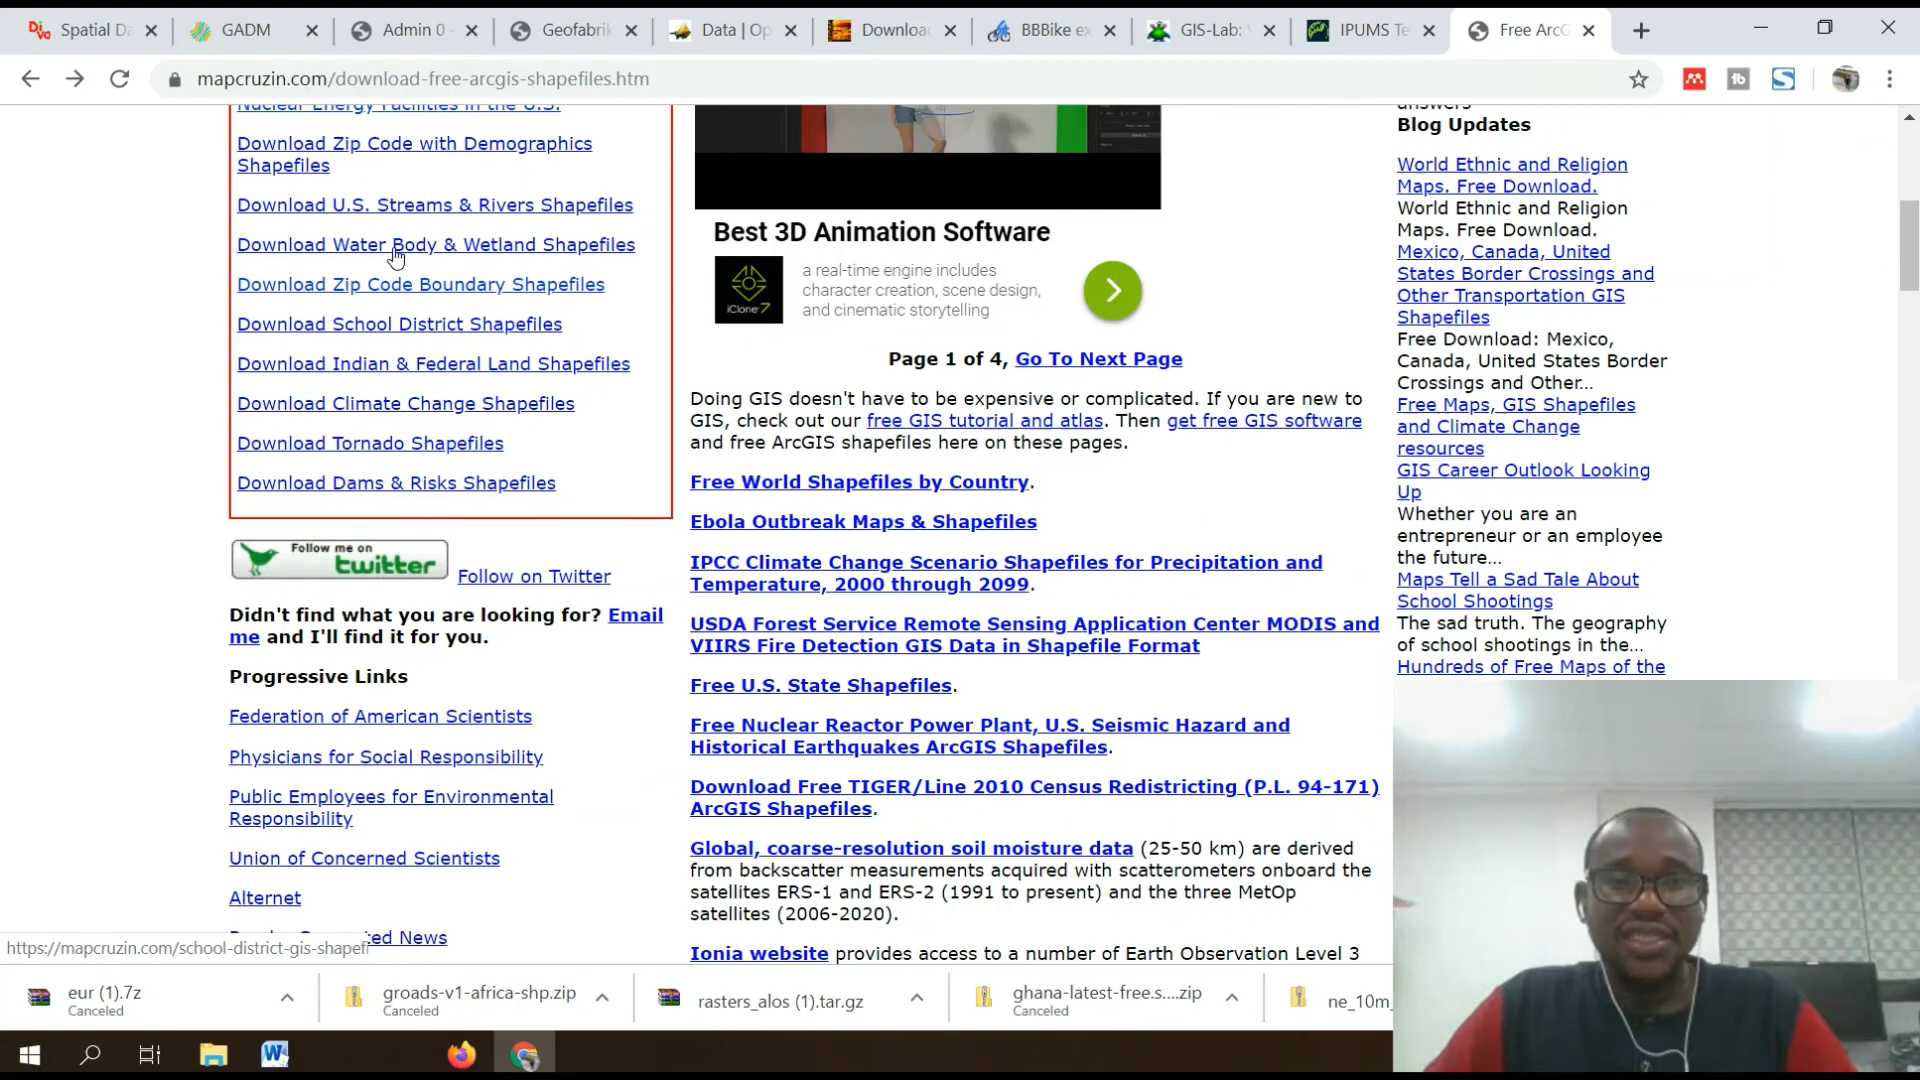 Spatial Da
GADM
Admin 0 -
Geofabrik
Data | Op
Downloa
BBBike ex
GIS-Lab: V
IPUMS Te
Free ArcG
mapcruzin.com/download-free-arcgis-shapefiles.htm
Nuclear Energy Facilities in the U.S.
Download Zip Code with Demographics
Shapefiles
Download U.S. Streams & Rivers Shapefiles
Download Water Body & Wetland Shapefiles
Download Zip Code Boundary Shapefiles
Download School District Shapefiles
Download Indian & Federal Land Shapefiles
Download Climate Change Shapefiles
Download Tornado Shapefiles
Download Dams & Risks Shapefiles
Follow me on
twitter
Follow on Twitter
Didn't find what you are looking for? Email
me and I'll find it for you.
Progressive Links
Federation of American Scientists
Physicians for Social Responsibility
Public Employees for Environmental
Responsibility
Union of Concerned Scientists
Alternet
ted News
https://mapcruzin.com/school-district-gis-shapefi
Best 3D Animation Software
iClone 7
a real-time engine includes
character creation, scene design,
and cinematic storytelling
Page 1 of 4, Go To Next Page
Doing GIS doesn't have to be expensive or complicated. If you are new to
GIS, check out our free GIS tutorial and atlas. Then get free GIS software
and free ArcGIS shapefiles here on these pages.
Free World Shapefiles by Country.
Ebola Outbreak Maps & Shapefiles
IPCC Climate Change Scenario Shapefiles for Precipitation and
Temperature, 2000 through 2099.
USDA Forest Service Remote Sensing Application Center MODIS and
VIIRS Fire Detection GIS Data in Shapefile Format
Free U.S. State Shapefiles.
Free Nuclear Reactor Power Plant, U.S. Seismic Hazard and
Historical Earthquakes ArcGIS Shapefiles.
Download Free TIGER/Line 2010 Census Redistricting (P.L. 94-171)
ArcGIS Shapefiles.
Global, coarse-resolution soil moisture data (25-50 km) are derived
from backscatter measurements acquired with scatterometers onboard the
satellites ERS-1 and ERS-2 (1991 to present) and the three MetOp
satellites (2006-2020).
Ionia website provides access to a number of Earth Observation Level 3
answers
Blog Updates
World Ethnic and Religion
Maps. Free Download.
World Ethnic and Religion
Maps. Free Download.
Mexico, Canada, United
States Border Crossings and
Other Transportation GIS
Shapefiles
Free Download: Mexico,
Canada, United States Border
Crossings and Other...
Free Maps, GIS Shapefiles
and Climate Change
resources
GIS Career Outlook Looking
Up
Whether you are an
entrepreneur or an employee
the future...
Maps Tell a Sad Tale About
School Shootings
The sad truth. The geography
of school shootings in the...
Hundreds of Free Maps of the
eur (1).7z
Canceled
groads-v1-africa-shp.zip
Canceled
rasters_alos (1).tar.gz
ghana-latest-free.s....zip
Canceled
ne_10m_